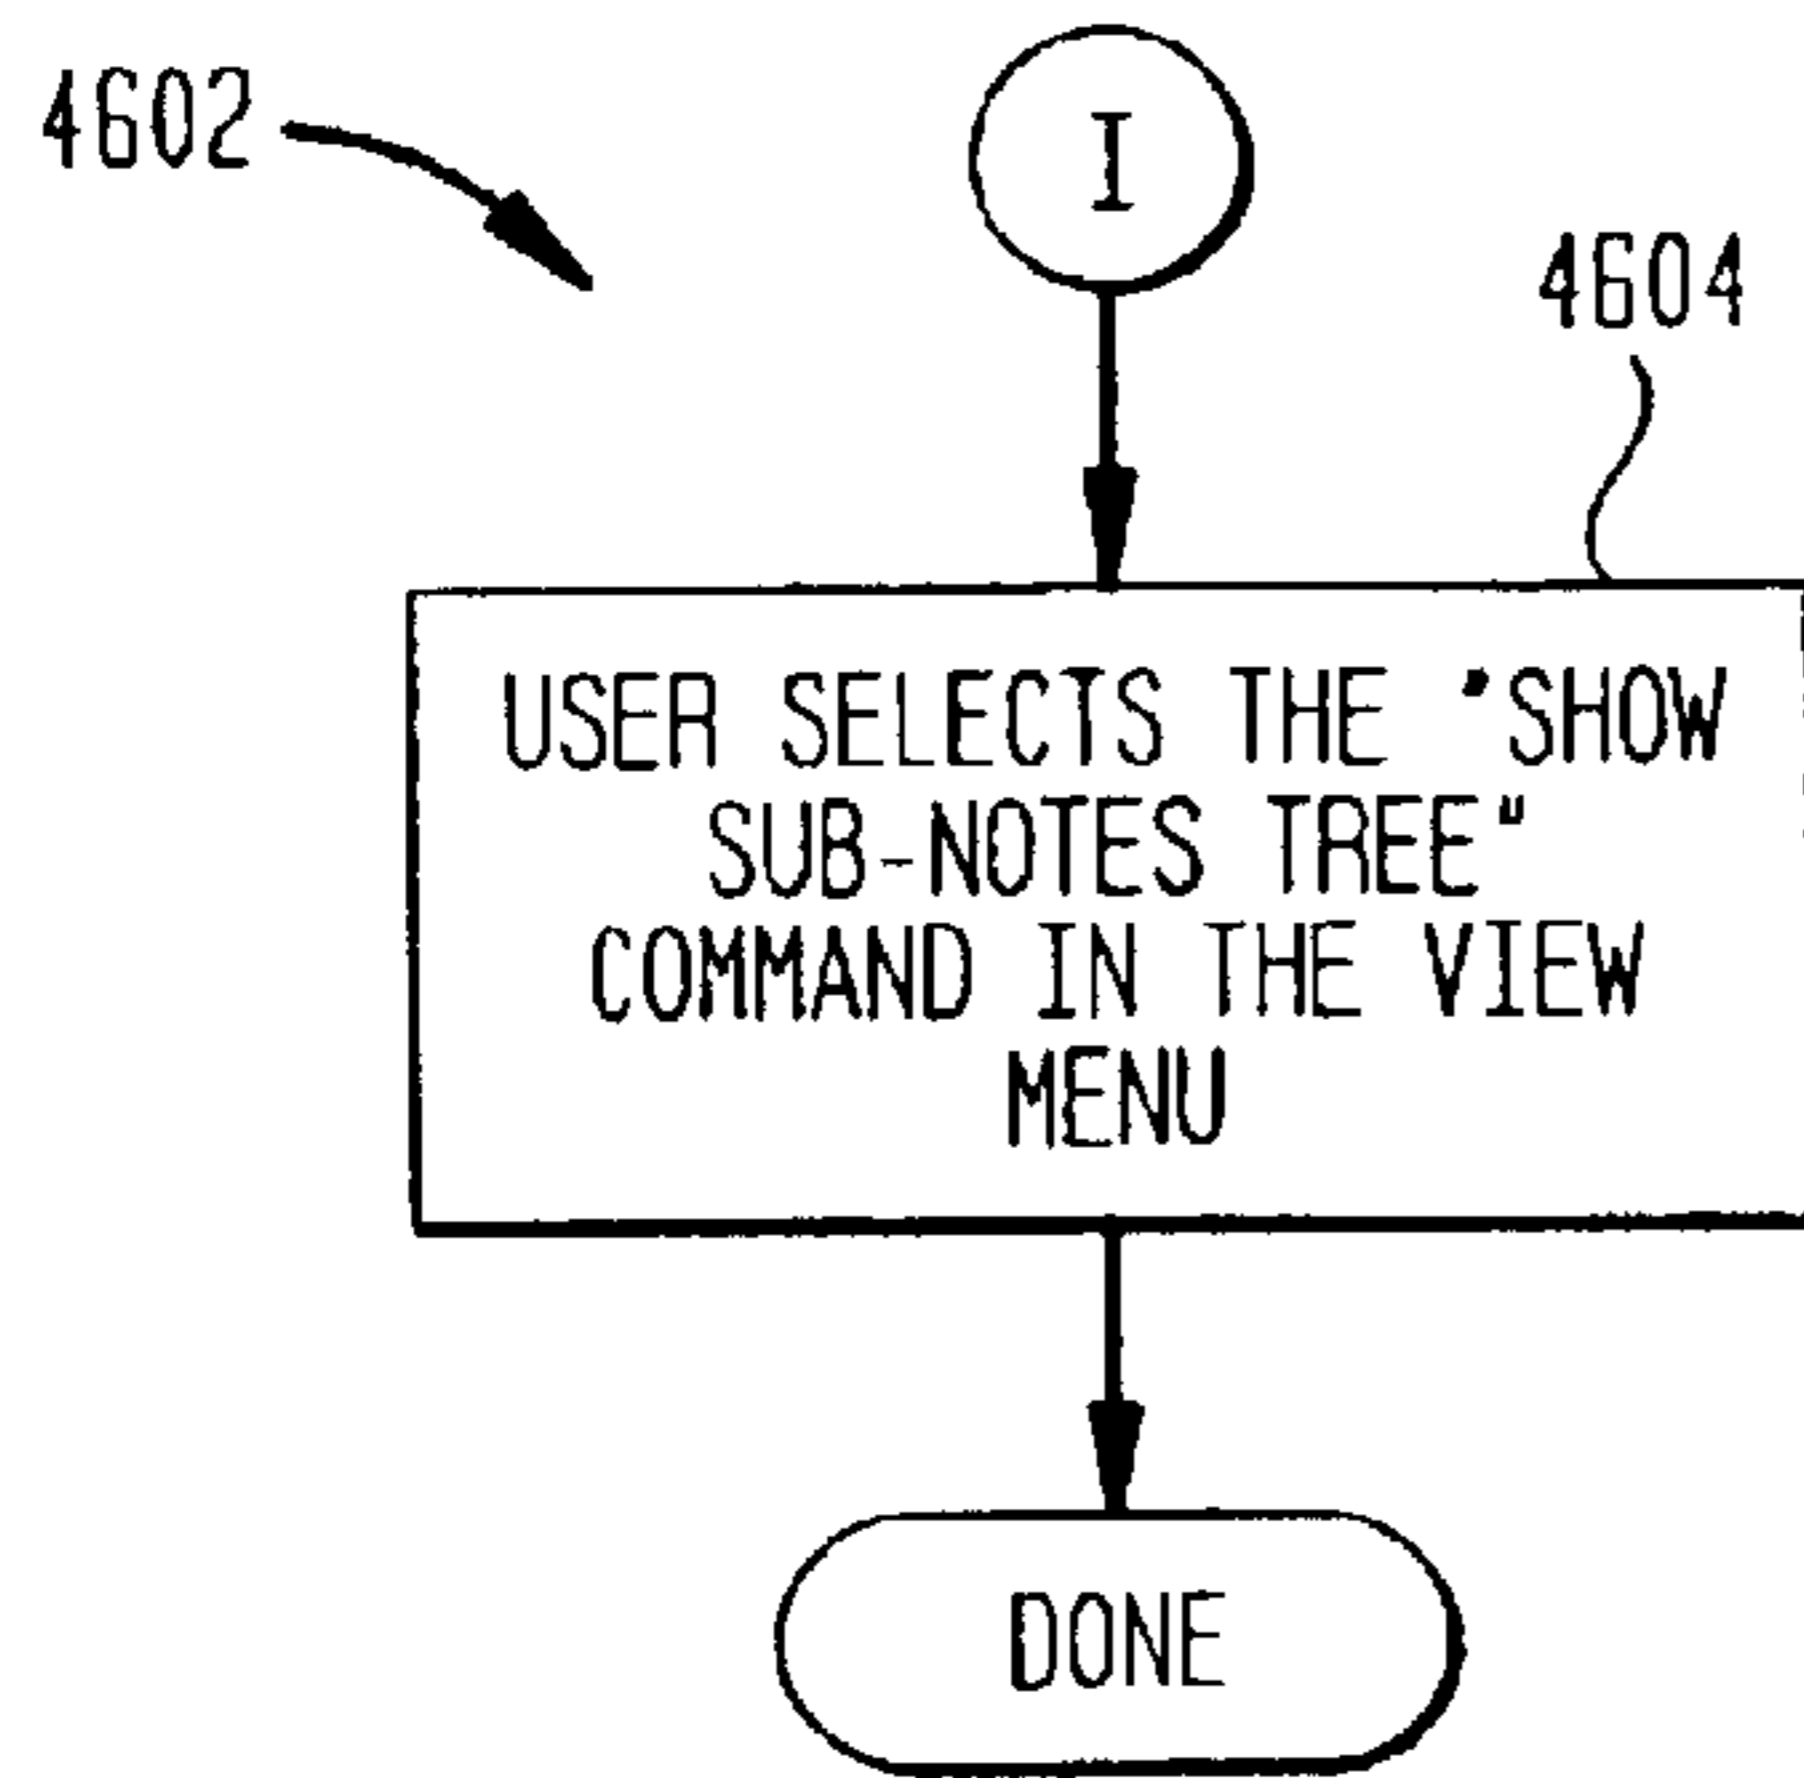 4602
I
4604
USER SELECTS THE "SHOW
SUB-NOTES TREE"
COMMAND IN THE VIEW
MENU
DONE